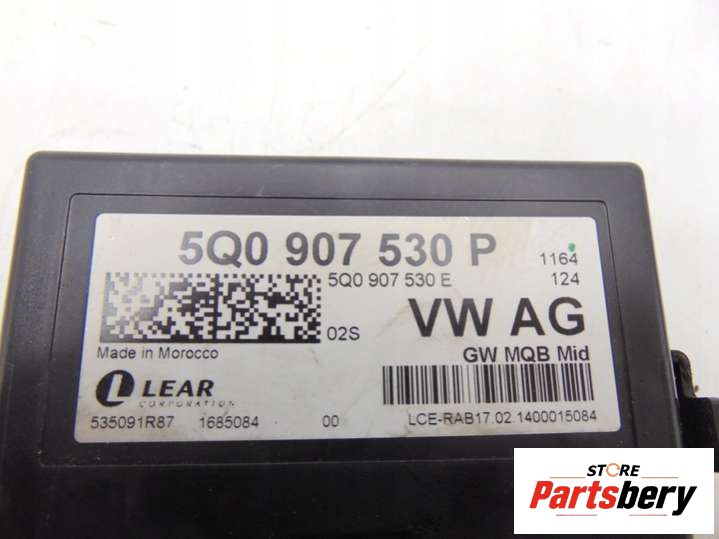 5Q0 907 530 P
1164
5Q0 907 530 E
124
02S
VW AG
Made in Morocco
GW MQB Mid
LEAR
CORPORATION
535091R87 1685084 00
LCE-RAB17.02.1400015084
STORE
Partsbery